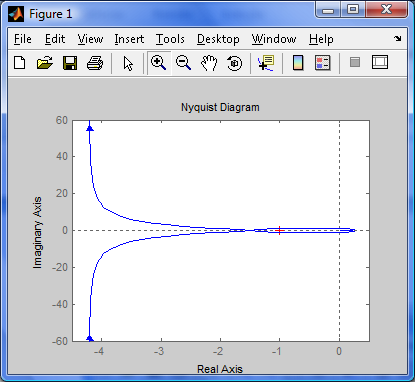 Figure 1
File Edit View Insert Tools Desktop Window Help
Nyquist Diagram
60
40
20
0
-20
-40
-60
-4 -3 -2 -1 0
Imaginary Axis
Real Axis